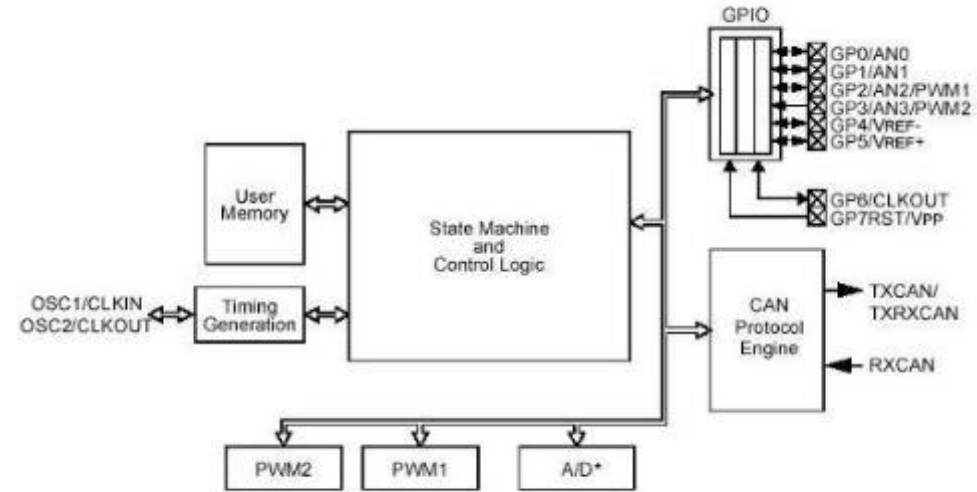 GPIO
GP0/AN0
GP1/AN1
GP2/AN2/PWM1
GP3/AN3/PWM2
GP4/VREF-
GP5/VREF+
GP6/CLKOUT
GP7RST/VPP
User
Memory
State Machine
and
Control Logic
OSC1/CLKIN
OSC2/CLKOUT
Timing
Generation
CAN
Protocol
Engine
TXCAN/
TXRXCAN
RXCAN
PWM2
PWM1
A/D*